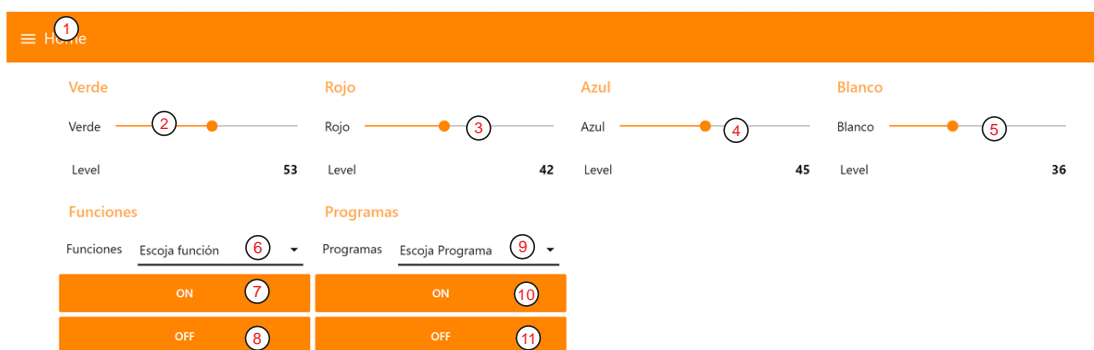 1
Home
Verde Rojo Azul Blanco
Verde 2 Rojo 3 Azul 4 Blanco 5
Level 53 Level 42 Level 45 Level 36
Funciones Programas
Funciones Escoja función 6 Programas Escoja Programa 9
ON 7 ON 10
OFF 8 OFF 11